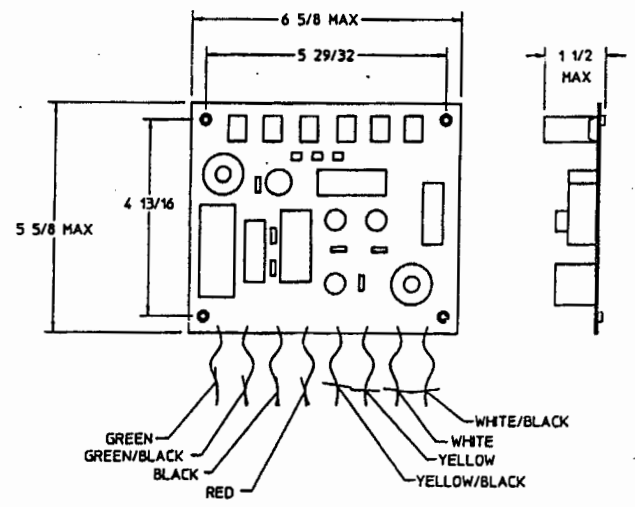 6 5/8 MAX
5 29/32
1 1/2
MAX
4 13/16
5 5/8 MAX
WHITE/BLACK
GREEN
WHITE
GREEN/BLACK
YELLOW
BLACK
YELLOW/BLACK
RED